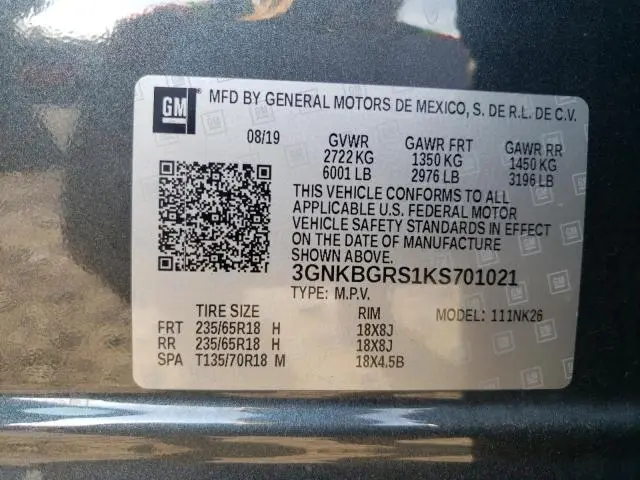 GM
MFD BY GENERAL MOTORS DE MEXICO, S. DE R.L. DE C.V.
08/19 GVWR GAWR FRT GAWR RR
2722 KG 1350 KG 1450 KG
6001 LB 2976 LB 3196 LB
THIS VEHICLE CONFORMS TO ALL
APPLICABLE U.S. FEDERAL MOTOR
VEHICLE SAFETY STANDARDS IN EFFECT
ON THE DATE OF MANUFACTURE
SHOWN ABOVE.
3GNKBGRS1KS701021
TYPE: M.P.V.
TIRE SIZE RIM MODEL: 111NK26
FRT 235/65R18 H 18X8J
RR 235/65R18 H 18X8J
SPA T135/70R18 M 18X4.5B